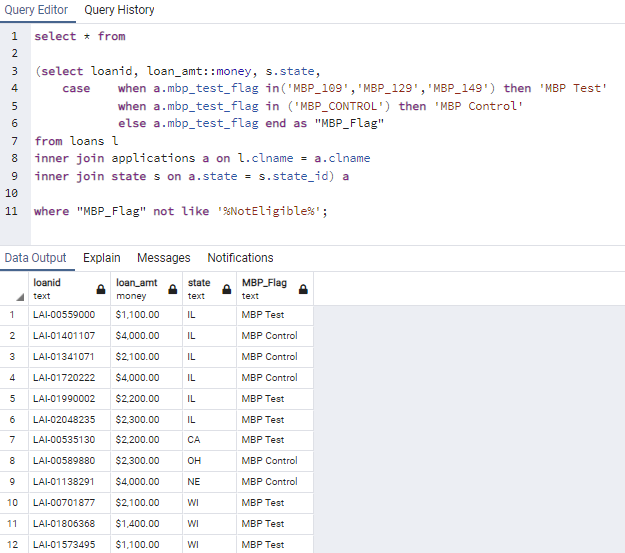 Query Editor Query History
1 select * from
2
3 (select loanid, loan_amt::money, s.state,
4 case when a.mbp_test_flag in('MBP_109','MBP_129','MBP_149') then 'MBP Test'
5 when a.mbp_test_flag in ('MBP_CONTROL') then 'MBP Control'
6 else a.mbp_test_flag end as "MBP_Flag"
7 from loans l
8 inner join applications a on l.clname = a.clname
9 inner join state s on a.state = s.state_id) a
10
11 where "MBP_Flag" not like '%NotEligible%';
Data Output Explain Messages Notifications
loanid loan_amt state MBP_Flag
text money text text
1 LAI-00559000 $1,100.00 IL MBP Test
2 LAI-01401107 $4,000.00 IL MBP Control
3 LAI-01341071 $2,100.00 IL MBP Control
4 LAI-01720222 $4,000.00 IL MBP Control
5 LAI-01990002 $2,200.00 IL MBP Test
6 LAI-02048235 $2,300.00 IL MBP Test
7 LAI-00535130 $2,200.00 CA MBP Test
8 LAI-00589880 $2,300.00 OH MBP Control
9 LAI-01138291 $4,000.00 NE MBP Control
10 LAI-00701877 $2,100.00 WI MBP Test
11 LAI-01806368 $1,400.00 WI MBP Test
12 LAI-01573495 $1,100.00 WI MBP Test